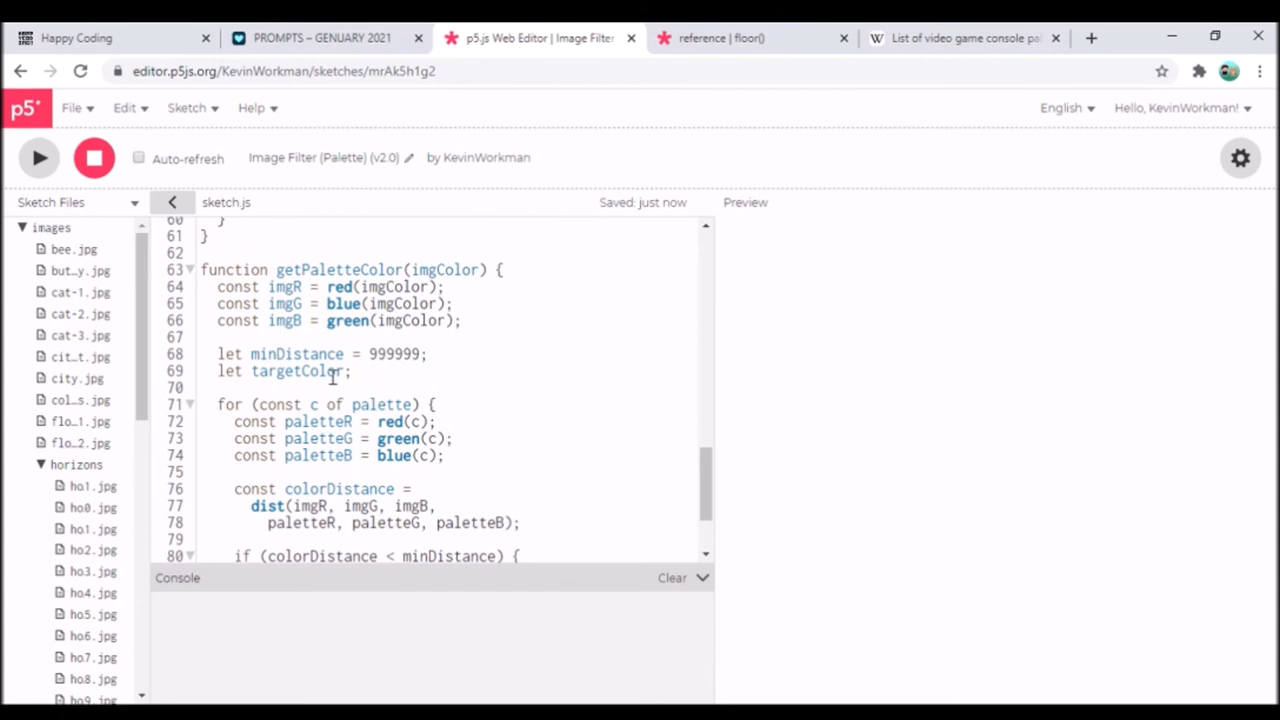 Happy Coding
PROMPTS – GENUARY 2021
p5.js Web Editor | Image Filter
reference | floor()
W List of video game console pal
editor.p5js.org/KevinWorkman/sketches/mrAk5h1g2
p5* File Edit Sketch Help English Hello, KevinWorkman!
Auto-refresh Image Filter (Palette) (v2.0) by KevinWorkman
Sketch Files
sketch.js Saved: just now Preview
images
bee.jpg
but_y.jpg
cat-1.jpg
cat-2.jpg
cat-3.jpg
cit_t.jpg
city.jpg
col_s.jpg
flo_1.jpg
flo_2.jpg
horizons
ho1.jpg
ho0.jpg
ho1.jpg
ho2.jpg
ho3.jpg
ho4.jpg
ho5.jpg
ho6.jpg
ho7.jpg
ho8.jpg
ho9.jpg
60 }
61 }
62
63 function getPaletteColor(imgColor) {
64 const imgR = red(imgColor);
65 const imgG = blue(imgColor);
66 const imgB = green(imgColor);
67
68 let minDistance = 999999;
69 let targetColor;
70
71 for (const c of palette) {
72 const paletteR = red(c);
73 const paletteG = green(c);
74 const paletteB = blue(c);
75
76 const colorDistance =
77 dist(imgR, imgG, imgB,
78 paletteR, paletteG, paletteB);
79
80 if (colorDistance < minDistance) {
Console Clear